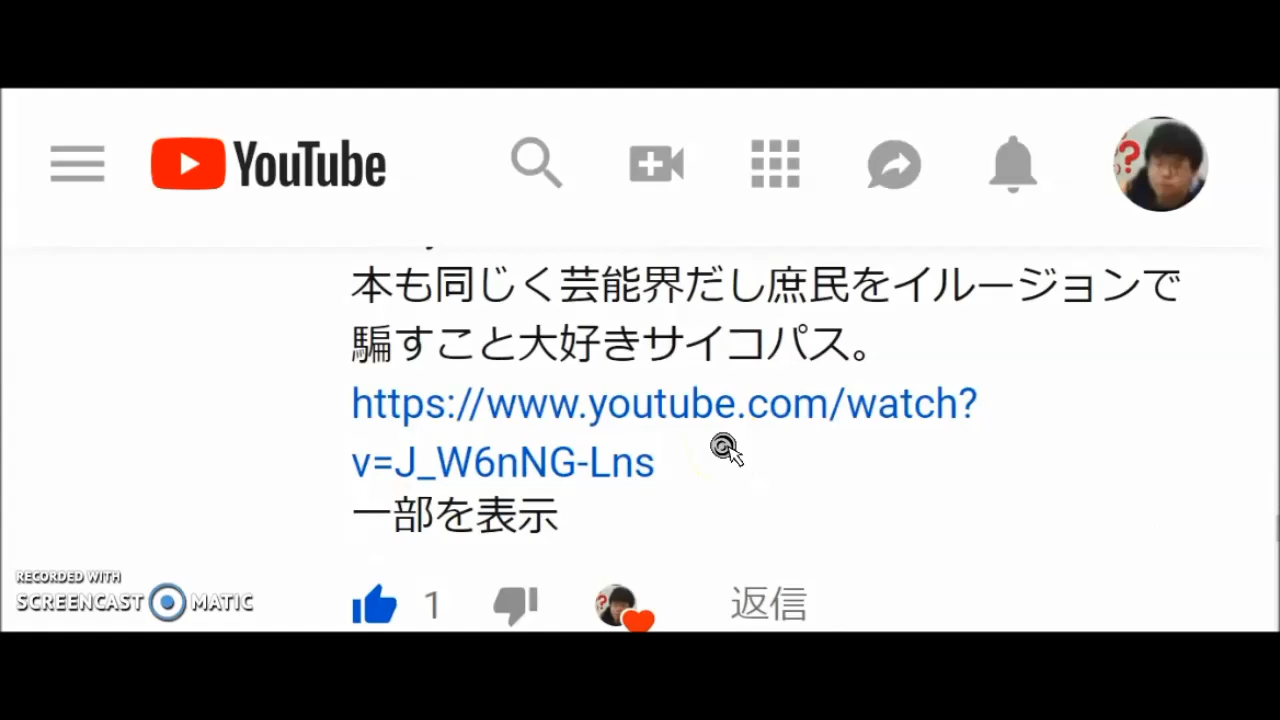 YouTube
本も同じく芸能界だし庶民をイルージョンで
騙すこと大好きサイコパス。
https://www.youtube.com/watch?
v=J_W6nNG-Lns
一部を表示
1
返信
RECORDED WITH
SCREENCAST MATIC